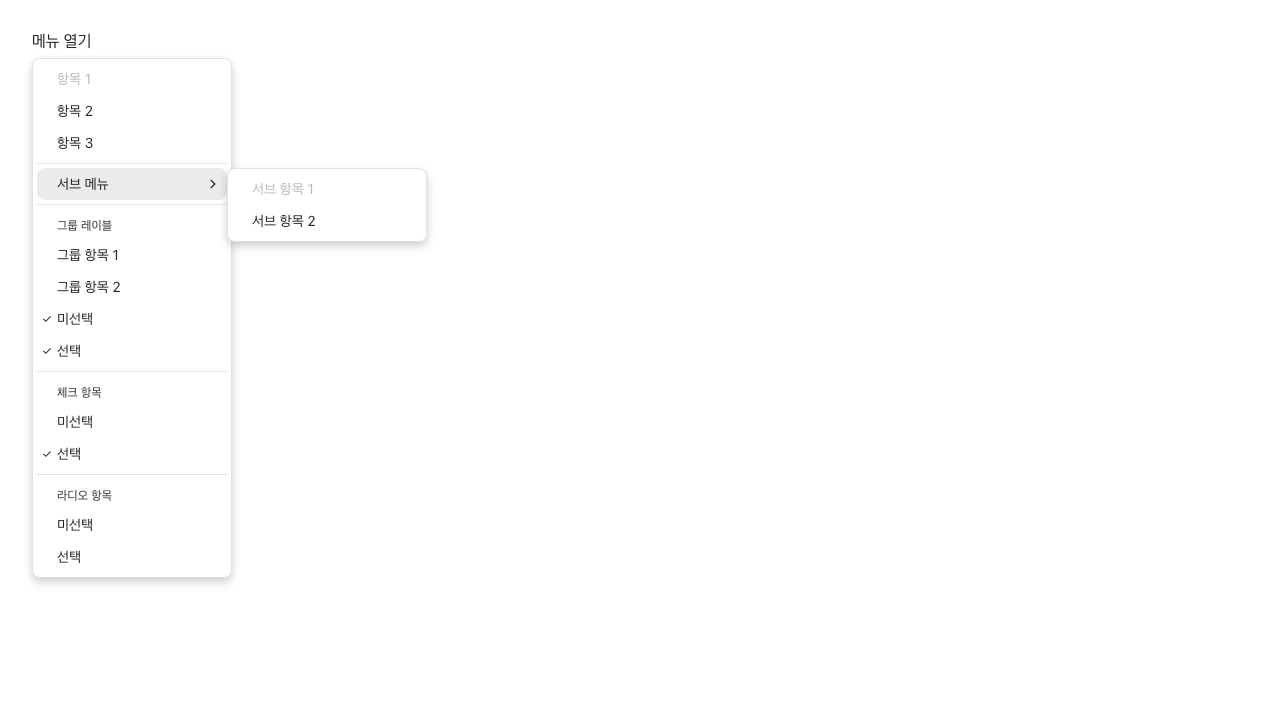 메뉴 열기
항목 1
항목 2
항목 3
서브 메뉴
서브 항목 1
서브 항목 2
그룹 레이블
그룹 항목 1
그룹 항목 2
미선택
선택
체크 항목
미선택
선택
라디오 항목
미선택
선택